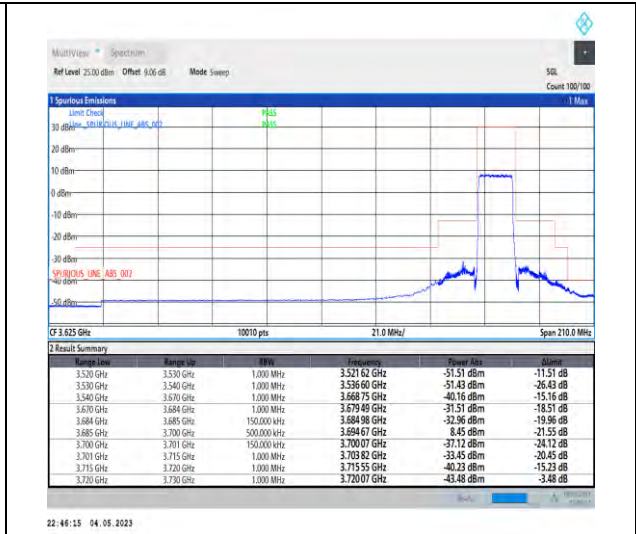 MultiView Spectrum
Ref Level 25.00 dBm Offset 9.06 dB Mode Sweep SGL
Count 100/100
1 Spurious Emissions 1 Max
Limit Check PASS
Line _SPURIOUS_LINE_ABS_002 PASS
30 dBm
20 dBm
10 dBm
0 dBm
-10 dBm
-20 dBm
-30 dBm
SPURIOUS_LINE_ABS_002
-40 dBm
-50 dBm
CF 3.625 GHz 10010 pts 21.0 MHz/ Span 210.0 MHz
2 Result Summary
Range Low Range Up RBW Frequency Power Abs ΔLimit
3.520 GHz 3.530 GHz 1.000 MHz 3.521 62 GHz -51.51 dBm -11.51 dB
3.530 GHz 3.540 GHz 1.000 MHz 3.536 60 GHz -51.43 dBm -26.43 dB
3.540 GHz 3.670 GHz 1.000 MHz 3.668 75 GHz -40.16 dBm -15.16 dB
3.670 GHz 3.684 GHz 1.000 MHz 3.679 49 GHz -31.51 dBm -18.51 dB
3.684 GHz 3.685 GHz 150.000 kHz 3.684 98 GHz -32.96 dBm -19.96 dB
3.685 GHz 3.700 GHz 500.000 kHz 3.694 67 GHz 8.45 dBm -21.55 dB
3.700 GHz 3.701 GHz 150.000 kHz 3.700 07 GHz -37.12 dBm -24.12 dB
3.701 GHz 3.715 GHz 1.000 MHz 3.703 82 GHz -33.45 dBm -20.45 dB
3.715 GHz 3.720 GHz 1.000 MHz 3.715 55 GHz -40.23 dBm -15.23 dB
3.720 GHz 3.730 GHz 1.000 MHz 3.720 07 GHz -43.48 dBm -3.48 dB
22:46:15 04.05.2023